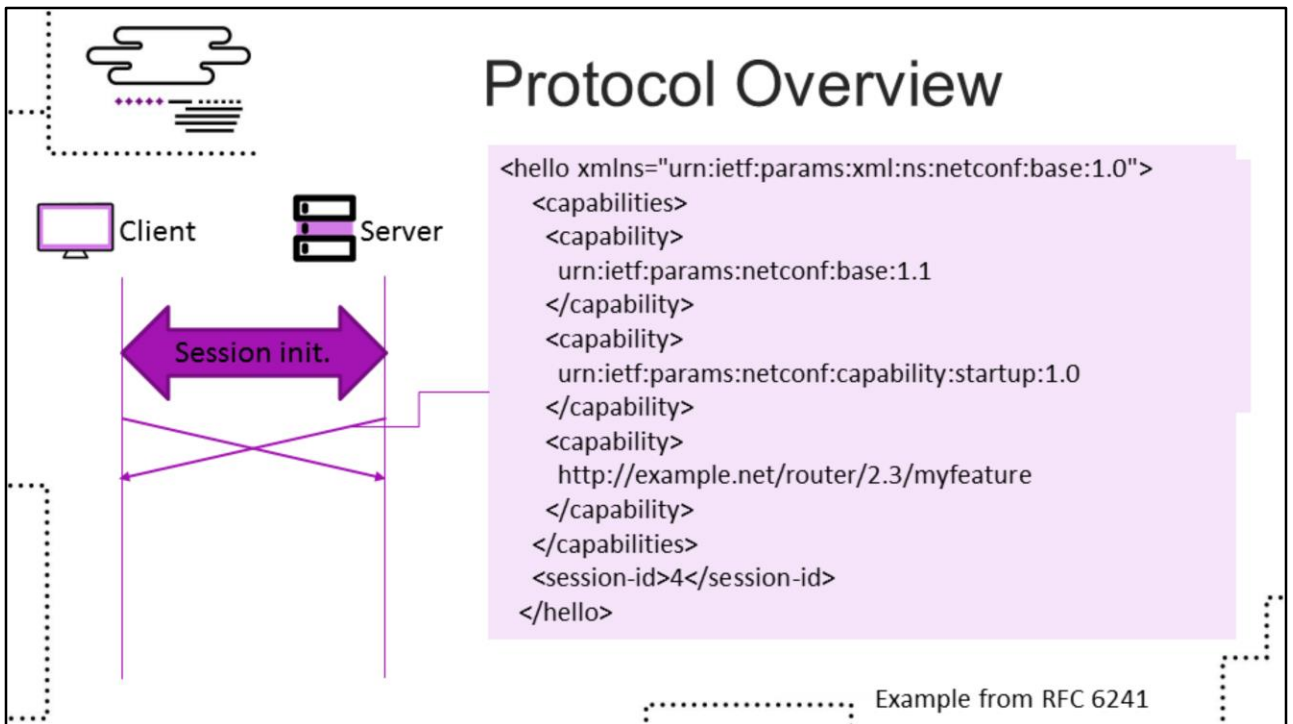 Protocol Overview
Client
Server
Session init.
<hello xmlns="urn:ietf:params:xml:ns:netconf:base:1.0">
<capabilities>
<capability>
urn:ietf:params:netconf:base:1.1
</capability>
<capability>
urn:ietf:params:netconf:capability:startup:1.0
</capability>
<capability>
http://example.net/router/2.3/myfeature
</capability>
</capabilities>
<session-id>4</session-id>
</hello>
Example from RFC 6241